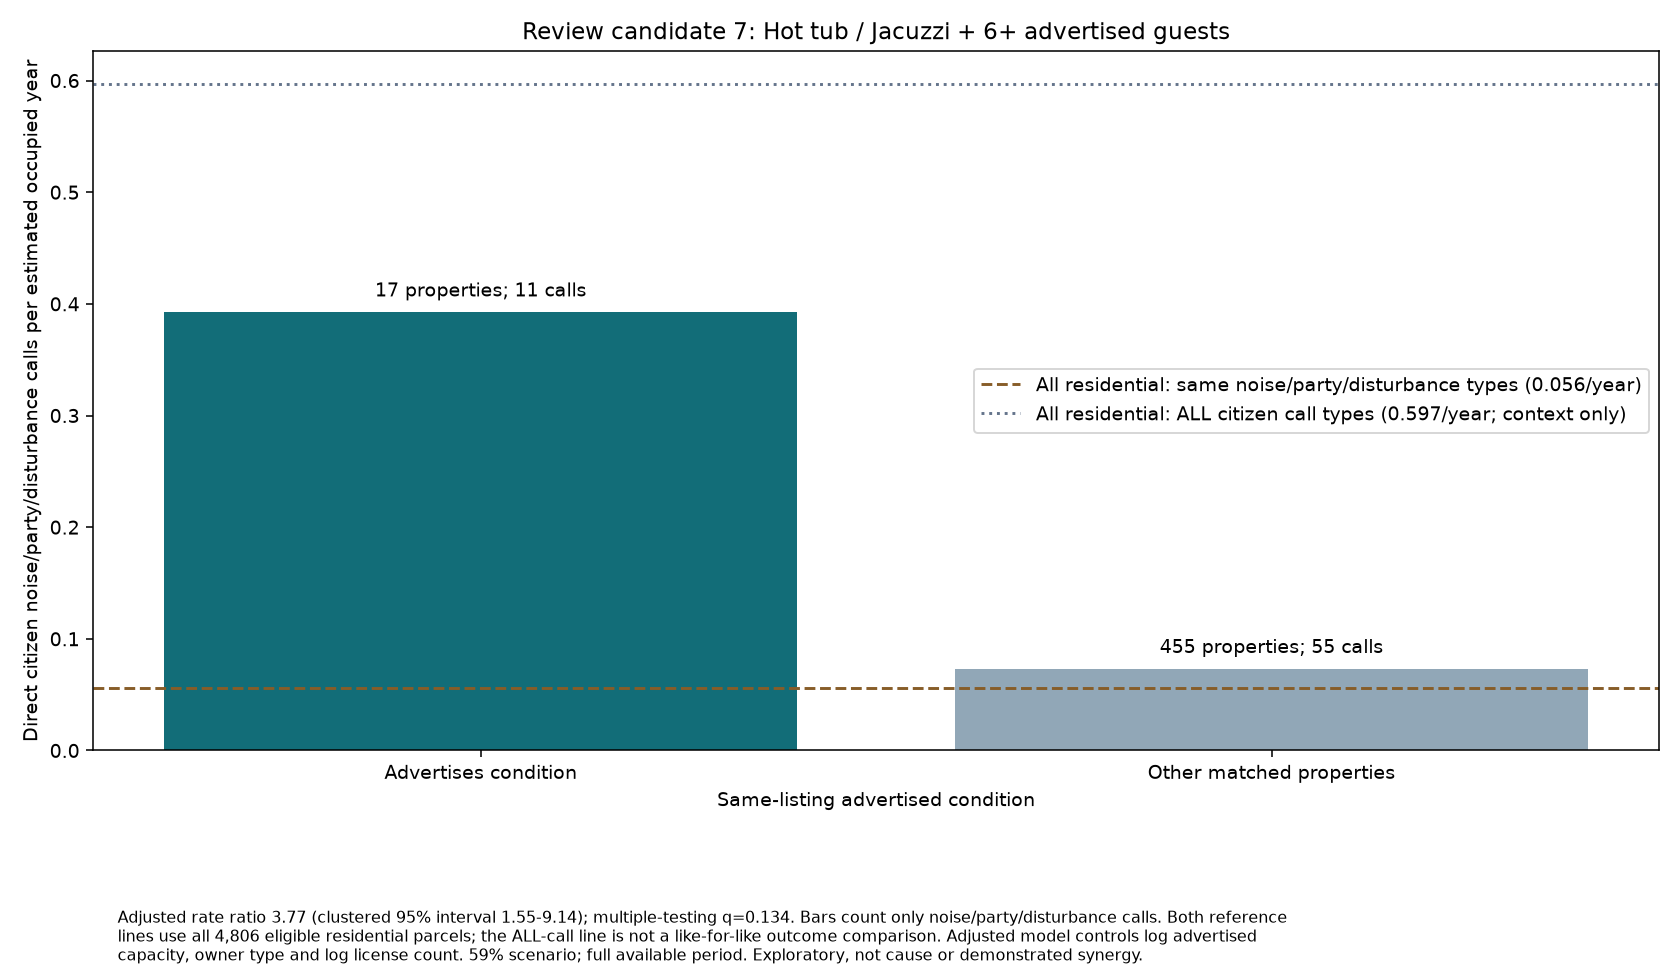 Review candidate 7: Hot tub / Jacuzzi + 6+ advertised guests
Direct citizen noise/party/disturbance calls per estimated occupied year
0.6
0.5
0.4
0.3
0.2
0.1
0.0
17 properties; 11 calls
455 properties; 55 calls
All residential: same noise/party/disturbance types (0.056/year)
All residential: ALL citizen call types (0.597/year; context only)
Advertises condition
Other matched properties
Same-listing advertised condition
Adjusted rate ratio 3.77 (clustered 95% interval 1.55-9.14); multiple-testing q=0.134. Bars count only noise/party/disturbance calls. Both reference
lines use all 4,806 eligible residential parcels; the ALL-call line is not a like-for-like outcome comparison. Adjusted model controls log advertised
capacity, owner type and log license count. 59% scenario; full available period. Exploratory, not cause or demonstrated synergy.